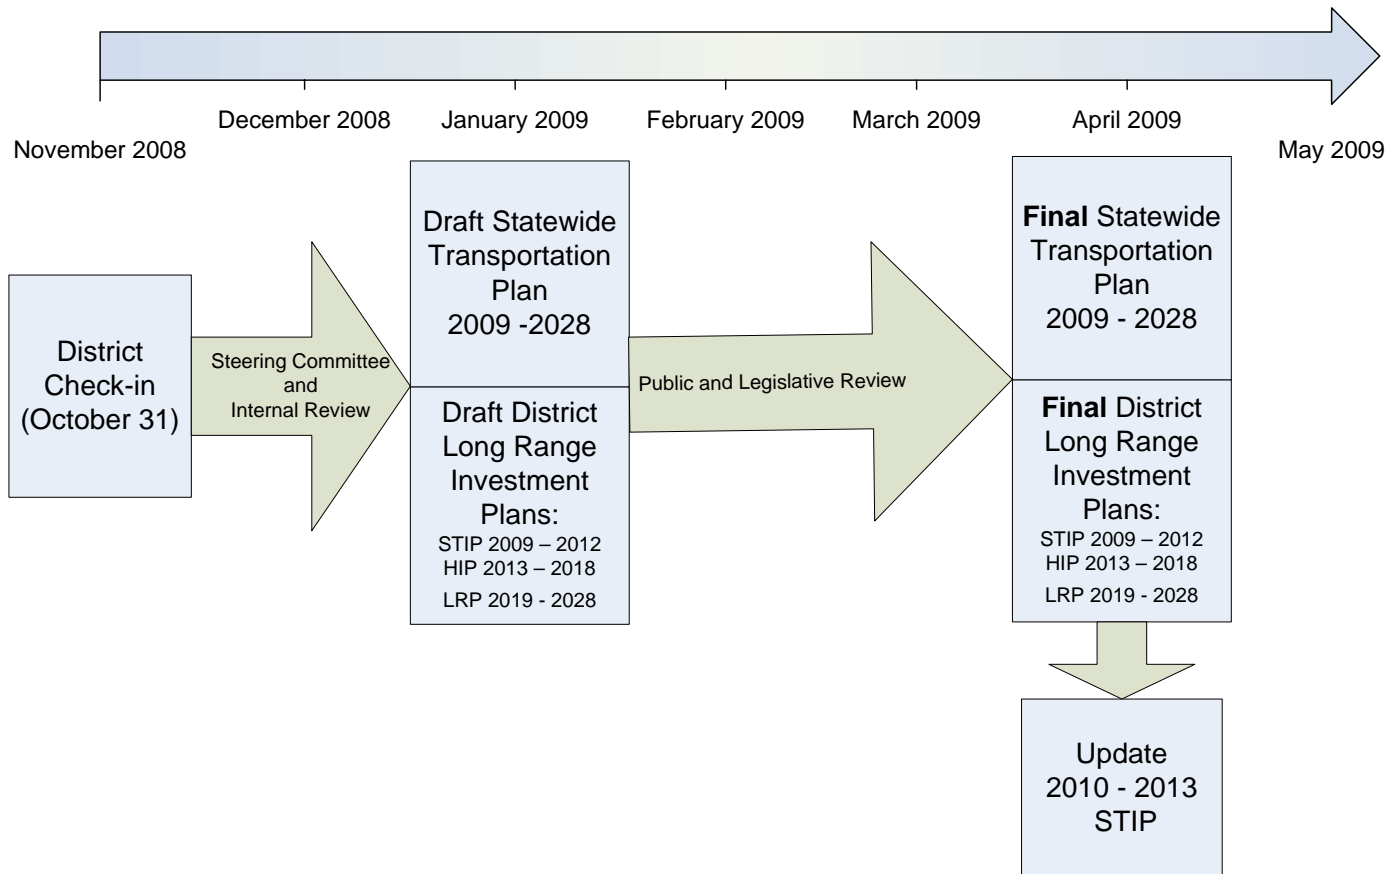 December 2008
January 2009
February 2009
March 2009
April 2009
November 2008
May 2009
District
Check-in
(October 31)
Steering Committee
and
Internal Review
Draft Statewide
Transportation
Plan
2009 -2028
Draft District
Long Range
Investment
Plans:
STIP 2009 – 2012
HIP 2013 – 2018
LRP 2019 - 2028
Public and Legislative Review
Final Statewide
Transportation
Plan
2009 - 2028
Final District
Long Range
Investment
Plans:
STIP 2009 – 2012
HIP 2013 – 2018
LRP 2019 - 2028
Update
2010 - 2013
STIP